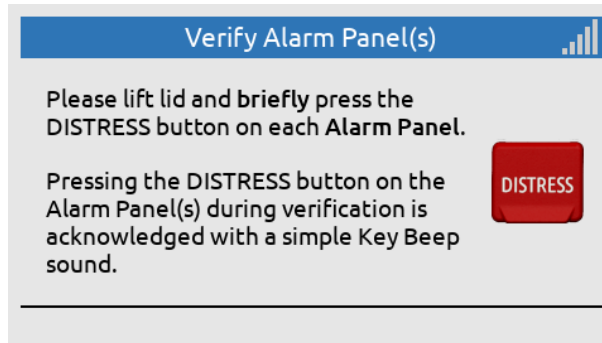 Verify Alarm Panel(s)
Please lift lid and briefly press the
DISTRESS button on each Alarm Panel.
Pressing the DISTRESS button on the
Alarm Panel(s) during verification is
acknowledged with a simple Key Beep
sound.
DISTRESS